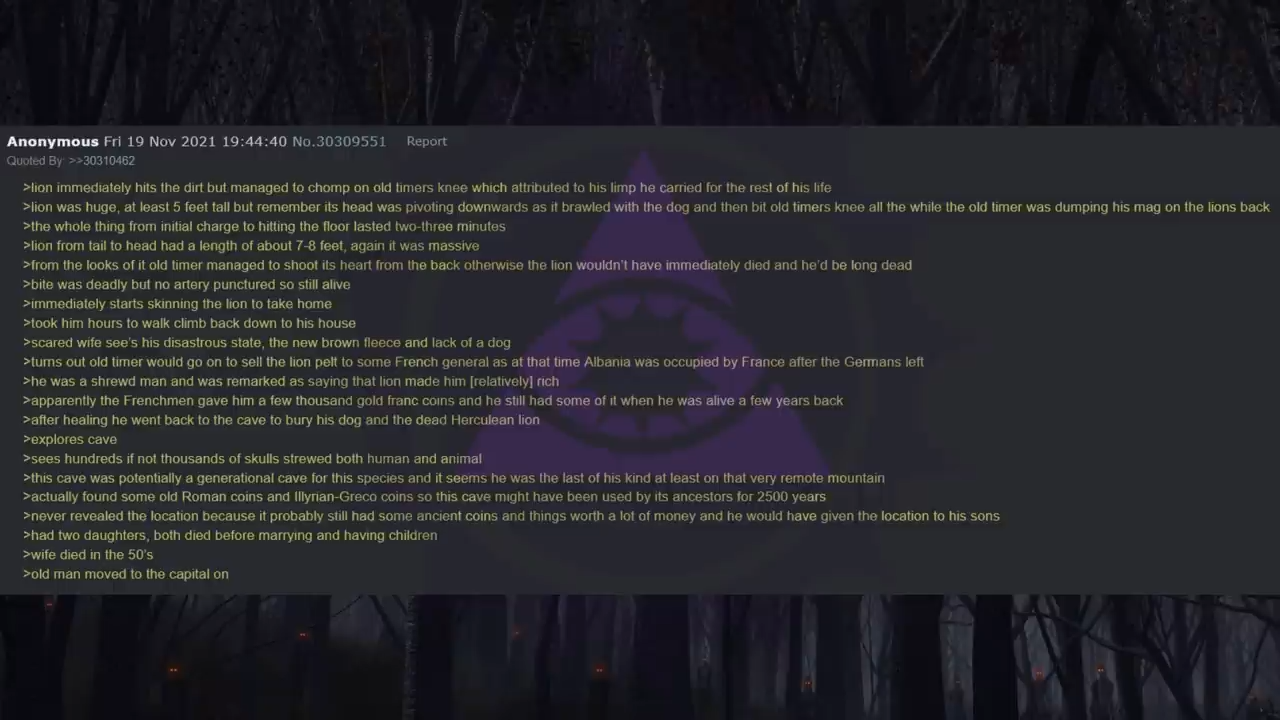 Anonymous Fri 19 Nov 2021 19:44:40 No.30309551 Report
Quoted By: >>30310462
>lion immediately hits the dirt but managed to chomp on old timers knee which attributed to his limp he carried for the rest of his life
>lion was huge, at least 5 feet tall but remember its head was pivoting downwards as it brawled with the dog and then bit old timers knee all the while the old timer was dumping his mag on the lions back
>the whole thing from initial charge to hitting the floor lasted two-three minutes
>lion from tail to head had a length of about 7-8 feet, again it was massive
>from the looks of it old timer managed to shoot its heart from the back otherwise the lion wouldn't have immediately died and he'd be long dead
>bite was deadly but no artery punctured so still alive
>immediately starts skinning the lion to take home
>took him hours to walk climb back down to his house
>scared wife see's his disastrous state, the new brown fleece and lack of a dog
>turns out old timer would go on to sell the lion pelt to some French general as at that time Albania was occupied by France after the Germans left
>he was a shrewd man and was remarked as saying that lion made him [relatively] rich
>apparently the Frenchmen gave him a few thousand gold franc coins and he still had some of it when he was alive a few years back
>after healing he went back to the cave to bury his dog and the dead Herculean lion
>explores cave
>sees hundreds if not thousands of skulls strewed both human and animal
>this cave was potentially a generational cave for this species and it seems he was the last of his kind at least on that very remote mountain
>actually found some old Roman coins and Illyrian-Greco coins so this cave might have been used by its ancestors for 2500 years
>never revealed the location because it probably still had some ancient coins and things worth a lot of money and he would have given the location to his sons
>had two daughters, both died before marrying and having children
>wife died in the 50's
>old man moved to the capital on